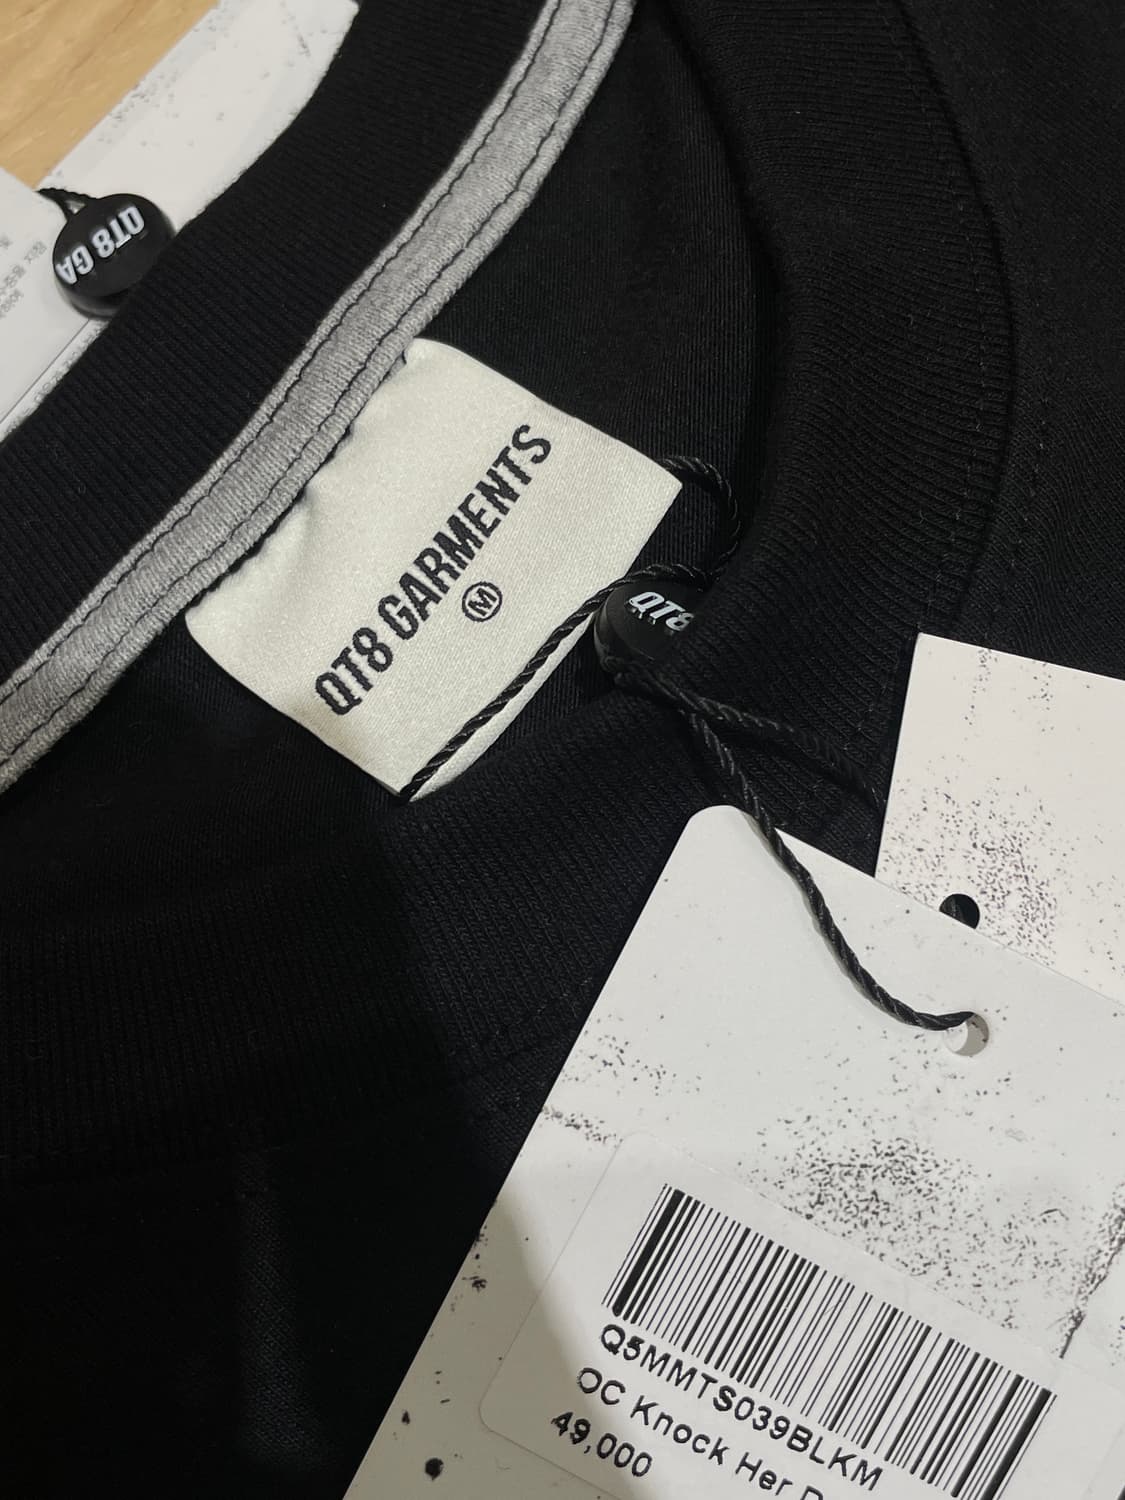 QT8 GA
QT8 GARMENTS
M
QT8
Q5MMTS039BLKM
OC Knock Her
49,000